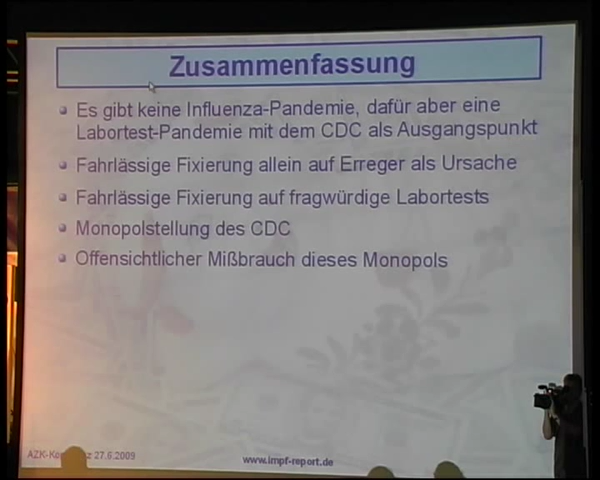 Zusammenfassung
Es gibt keine Influenza-Pandemie, dafür aber eine
Labortest-Pandemie mit dem CDC als Ausgangspunkt
Fahrlässige Fixierung allein auf Erreger als Ursache
Fahrlässige Fixierung auf fragwürdige Labortests
Monopolstellung des CDC
Offensichtlicher Mißbrauch dieses Monopols
27.6.2009
www.impf-report.de